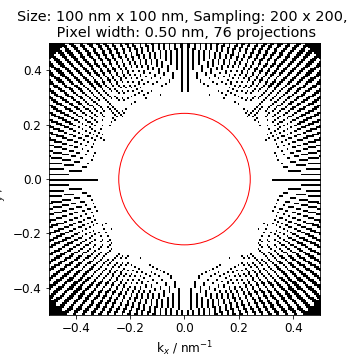 Size: 100 nm x 100 nm, Sampling: 200 x 200,
Pixel width: 0.50 nm, 76 projections
0.4
0.2
0.0
−0.2
−0.4
−0.4 −0.2 0.0 0.2 0.4
kₓ / nm⁻¹